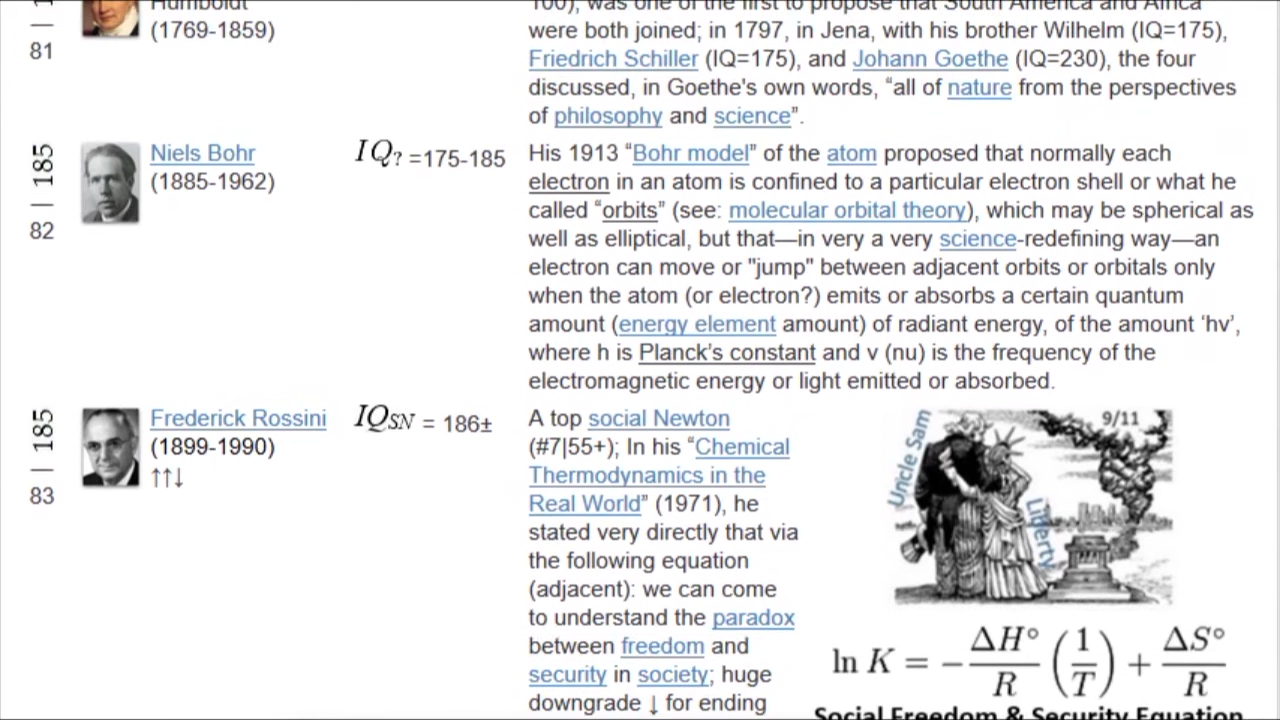 Humboldt
(1769-1859)
81
100), was one of the first to propose that South America and Africa
were both joined; in 1797, in Jena, with his brother Wilhelm (IQ=175),
Friedrich Schiller (IQ=175), and Johann Goethe (IQ=230), the four
discussed, in Goethe's own words, “all of nature from the perspectives
of philosophy and science”.
185 | 82
Niels Bohr
(1885-1962)
IQ? =175-185
His 1913 “Bohr model” of the atom proposed that normally each
electron in an atom is confined to a particular electron shell or what he
called “orbits” (see: molecular orbital theory), which may be spherical as
well as elliptical, but that—in very a very science-redefining way—an
electron can move or "jump" between adjacent orbits or orbitals only
when the atom (or electron?) emits or absorbs a certain quantum
amount (energy element amount) of radiant energy, of the amount ‘hv’,
where h is Planck’s constant and v (nu) is the frequency of the
electromagnetic energy or light emitted or absorbed.
185 | 83
Frederick Rossini
(1899-1990)
↑↑↓
IQSN = 186±
A top social Newton
(#7|55+); In his “Chemical
Thermodynamics in the
Real World” (1971), he
stated very directly that via
the following equation
(adjacent): we can come
to understand the paradox
between freedom and
security in society; huge
downgrade ↓ for ending
Uncle Sam
9/11
Liberty
ln K = −ΔH°/R (1/T) + ΔS°/R
Social Freedom & Security Equation